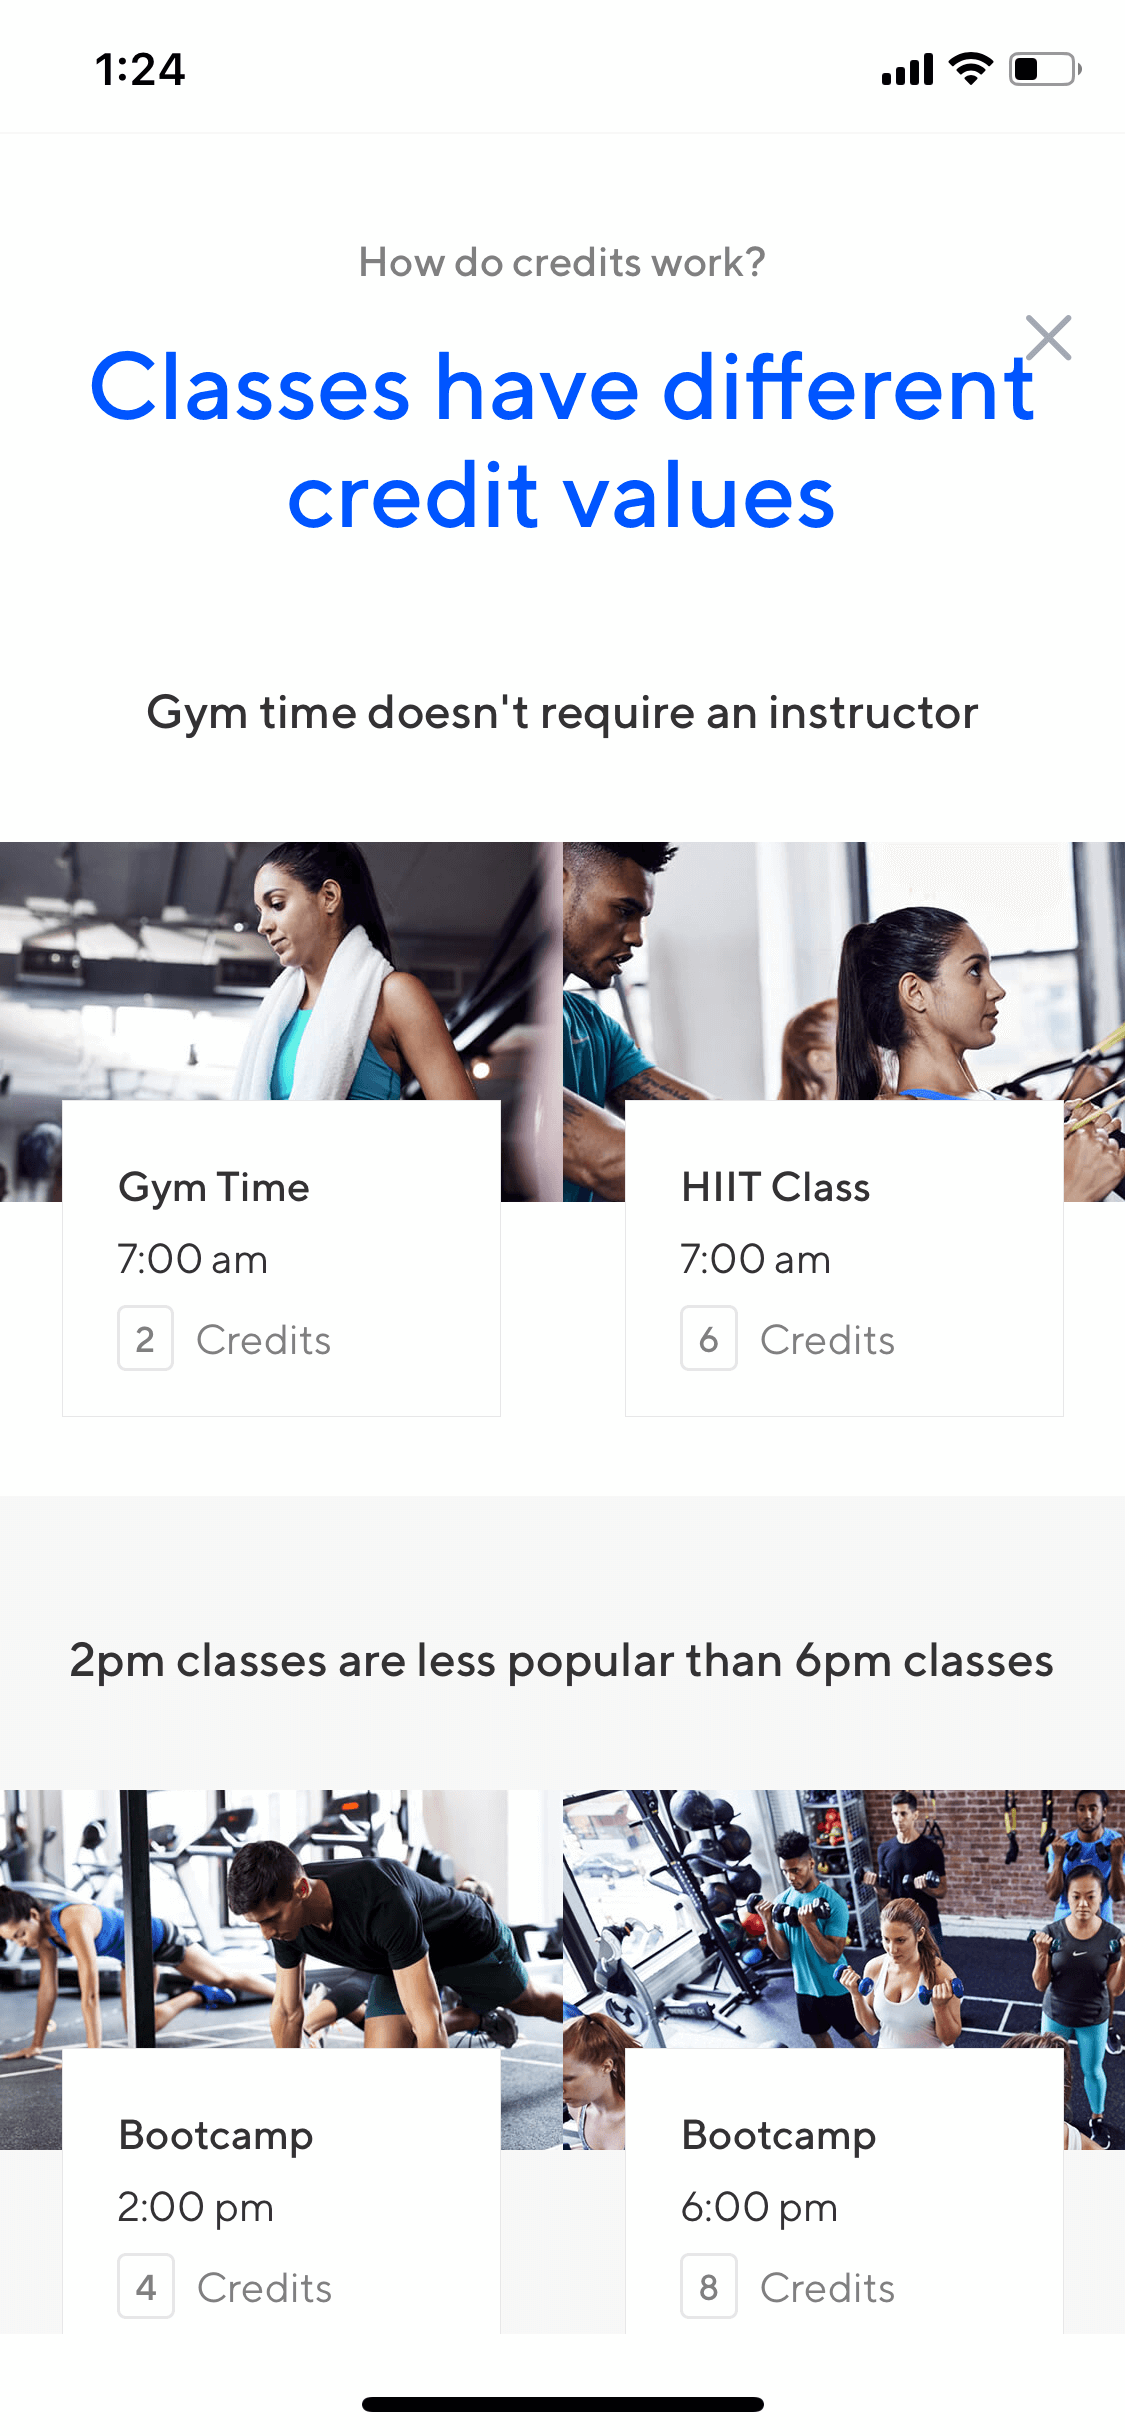 1:24
How do credits work?
Classes have different
credit values
Gym time doesn't require an instructor
Gym Time
7:00 am
2 Credits
HIIT Class
7:00 am
6 Credits
2pm classes are less popular than 6pm classes
Bootcamp
2:00 pm
4 Credits
Bootcamp
6:00 pm
8 Credits